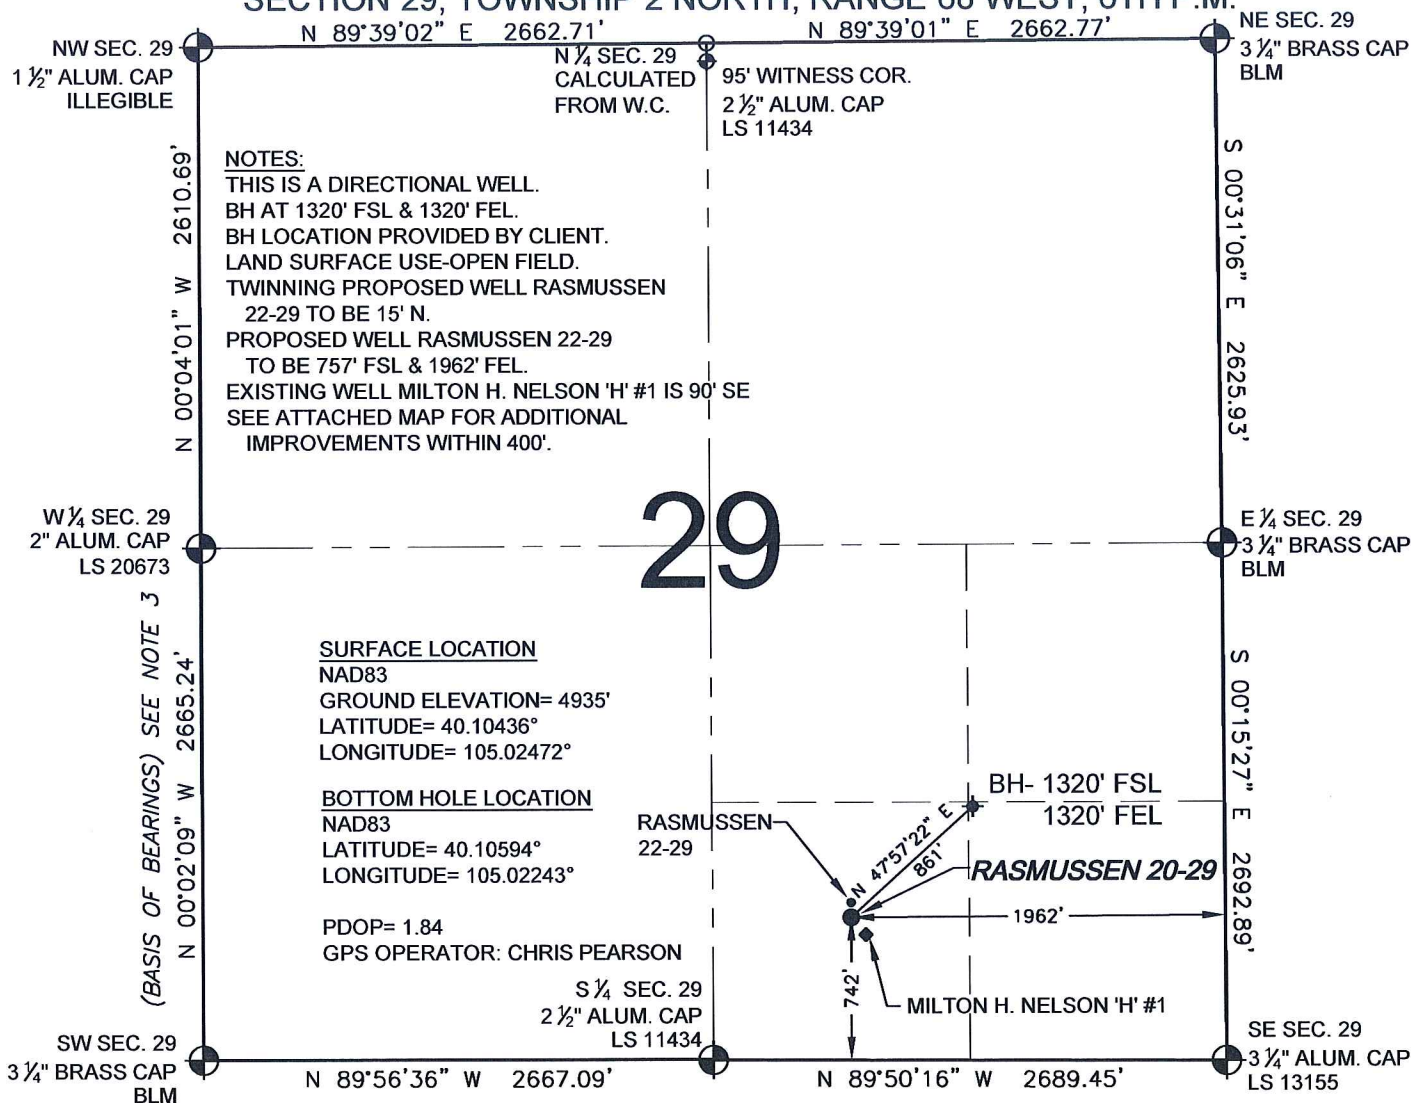 SECTION 29, TOWNSHIP 2 NORTH, RANGE 68 WEST, 6TH P.M.
N 89°39'02" E 2662.71'
N 89°39'01" E 2662.77'
NW SEC. 29
1 ½" ALUM. CAP
ILLEGIBLE
N ¼ SEC. 29
CALCULATED
FROM W.C.
95' WITNESS COR.
2 ½" ALUM. CAP
LS 11434
NE SEC. 29
3 ¼" BRASS CAP
BLM
N 00°04'01" W 2610.69'
NOTES:
THIS IS A DIRECTIONAL WELL.
BH AT 1320' FSL & 1320' FEL.
BH LOCATION PROVIDED BY CLIENT.
LAND SURFACE USE-OPEN FIELD.
TWINNING PROPOSED WELL RASMUSSEN
22-29 TO BE 15' N.
PROPOSED WELL RASMUSSEN 22-29
TO BE 757' FSL & 1962' FEL.
EXISTING WELL MILTON H. NELSON 'H' #1 IS 90' SE
SEE ATTACHED MAP FOR ADDITIONAL
IMPROVEMENTS WITHIN 400'.
S 00°31'06" E 2625.93'
W ¼ SEC. 29
2" ALUM. CAP
LS 20673
29
E ¼ SEC. 29
3 ¼" BRASS CAP
BLM
(BASIS OF BEARINGS) SEE NOTE 3
N 00°02'09" W 2665.24'
SURFACE LOCATION
NAD83
GROUND ELEVATION= 4935'
LATITUDE= 40.10436°
LONGITUDE= 105.02472°
BOTTOM HOLE LOCATION
NAD83
LATITUDE= 40.10594°
LONGITUDE= 105.02243°
PDOP= 1.84
GPS OPERATOR: CHRIS PEARSON
S 00°15'27" E 2692.89'
BH- 1320' FSL
1320' FEL
RASMUSSEN
22-29
N 47°57'22" E
861'
RASMUSSEN 20-29
1962'
742'
MILTON H. NELSON 'H' #1
S ¼ SEC. 29
2 ½" ALUM. CAP
LS 11434
SW SEC. 29
3 ¼" BRASS CAP
BLM
N 89°56'36" W 2667.09'
N 89°50'16" W 2689.45'
SE SEC. 29
3 ¼" ALUM. CAP
LS 13155